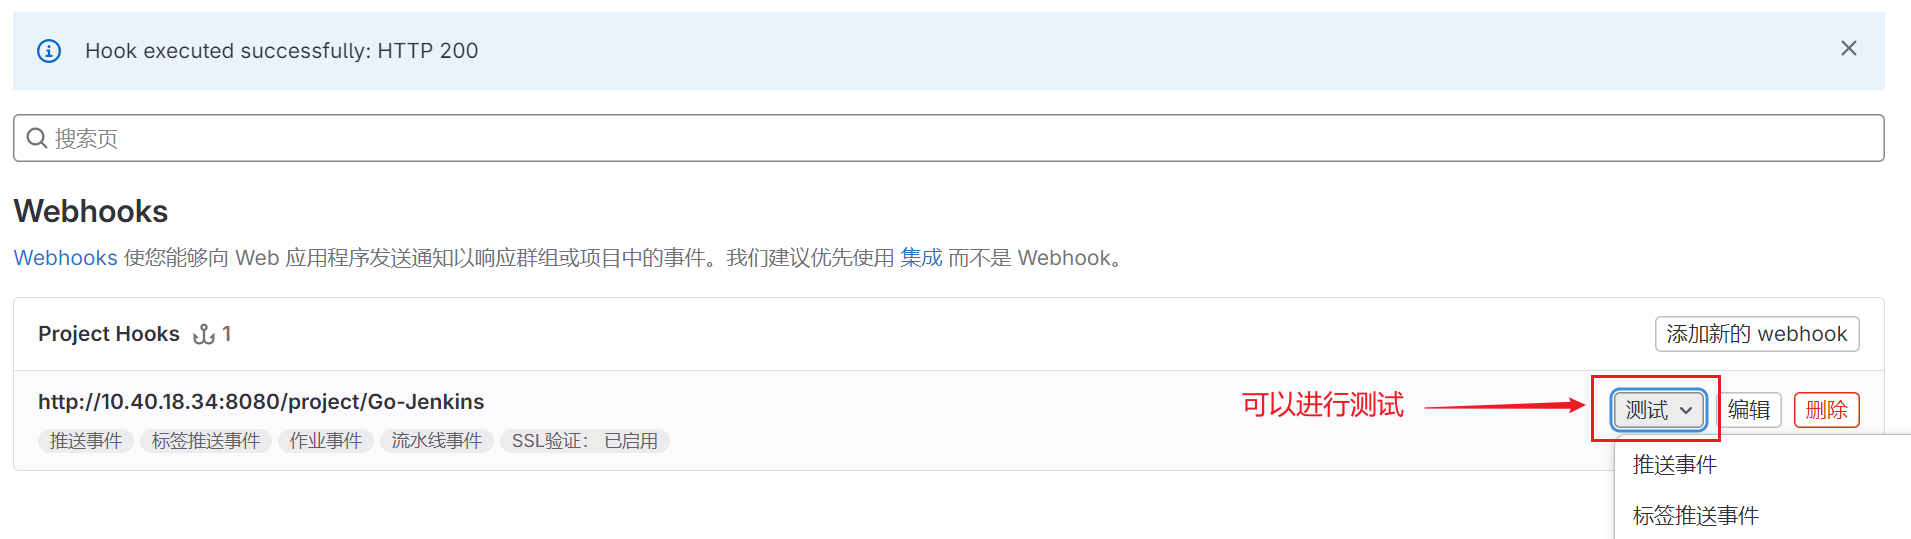 Hook executed successfully: HTTP 200
搜索页
Webhooks
Webhooks 使您能够向 Web 应用程序发送通知以响应群组或项目中的事件。我们建议优先使用 集成 而不是 Webhook。
Project Hooks 1
添加新的 webhook
http://10.40.18.34:8080/project/Go-Jenkins
可以进行测试
测试 编辑 删除
推送事件 标签推送事件 作业事件 流水线事件 SSL验证： 已启用
推送事件
标签推送事件